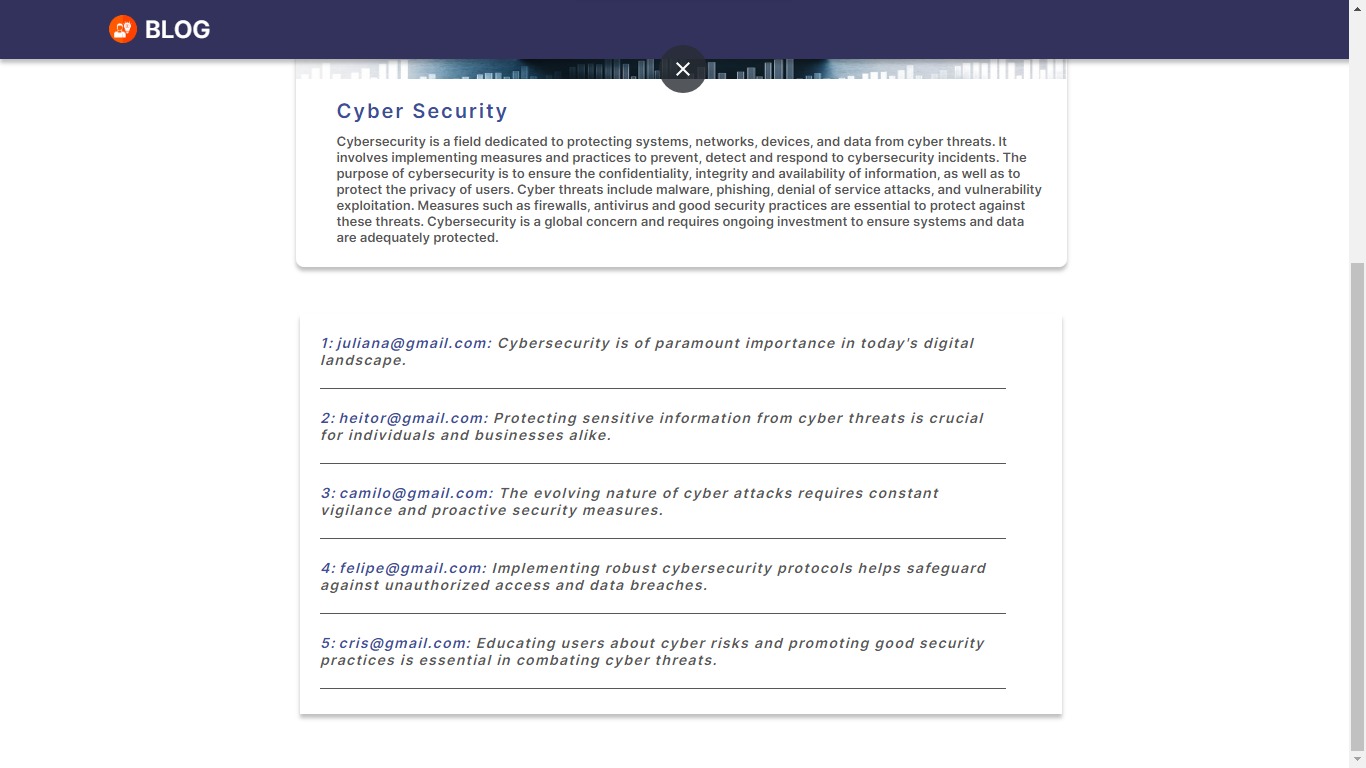 BLOG
Cyber Security
Cybersecurity is a field dedicated to protecting systems, networks, devices, and data from cyber threats. It
involves implementing measures and practices to prevent, detect and respond to cybersecurity incidents. The
purpose of cybersecurity is to ensure the confidentiality, integrity and availability of information, as well as to
protect the privacy of users. Cyber threats include malware, phishing, denial of service attacks, and vulnerability
exploitation. Measures such as firewalls, antivirus and good security practices are essential to protect against
these threats. Cybersecurity is a global concern and requires ongoing investment to ensure systems and data
are adequately protected.
1: juliana@gmail.com: Cybersecurity is of paramount importance in today's digital
landscape.
2: heitor@gmail.com: Protecting sensitive information from cyber threats is crucial
for individuals and businesses alike.
3: camilo@gmail.com: The evolving nature of cyber attacks requires constant
vigilance and proactive security measures.
4: felipe@gmail.com: Implementing robust cybersecurity protocols helps safeguard
against unauthorized access and data breaches.
5: cris@gmail.com: Educating users about cyber risks and promoting good security
practices is essential in combating cyber threats.